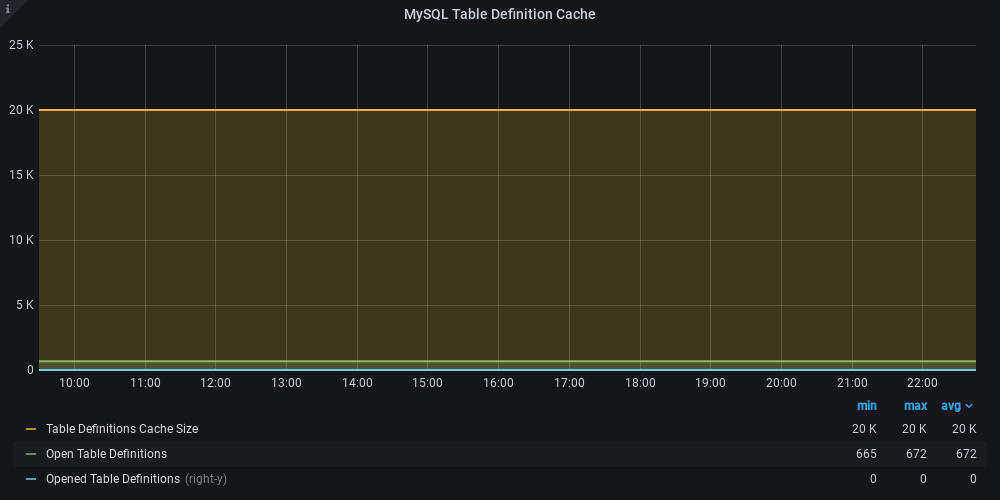 i
MySQL Table Definition Cache
25 K
20 K
15 K
10 K
5 K
0
10:00 11:00 12:00 13:00 14:00 15:00 16:00 17:00 18:00 19:00 20:00 21:00 22:00
min max avg
Table Definitions Cache Size 20 K 20 K 20 K
Open Table Definitions 665 672 672
Opened Table Definitions (right-y) 0 0 0